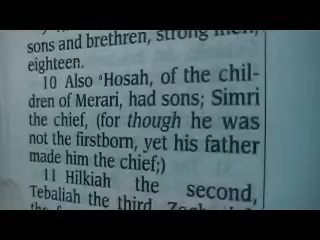 sons and brethren, strong men,
eighteen.
10 Also ᵃHosah, of the chil-
dren of Merari, had sons; Simri
the chief, (for though he was
not the firstborn, yet his father
made him the chief;)
11 Hilkiah the second,
Tebaliah the third,